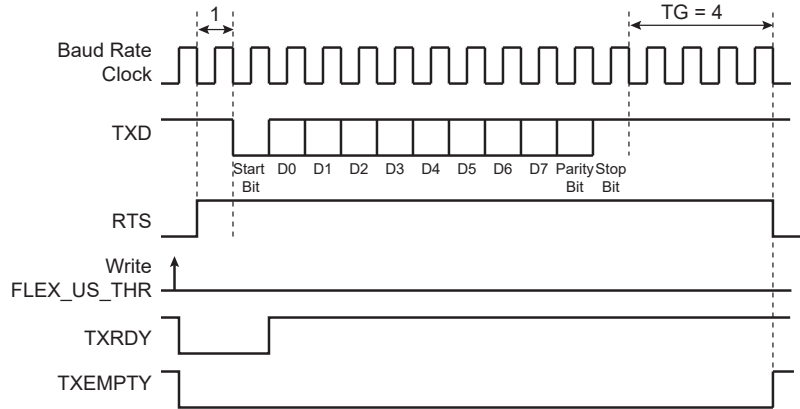 1
TG = 4
Baud Rate
Clock
TXD
Start D0 D1 D2 D3 D4 D5 D6 D7 Parity Stop
Bit Bit Bit
RTS
Write
FLEX_US_THR
TXRDY
TXEMPTY